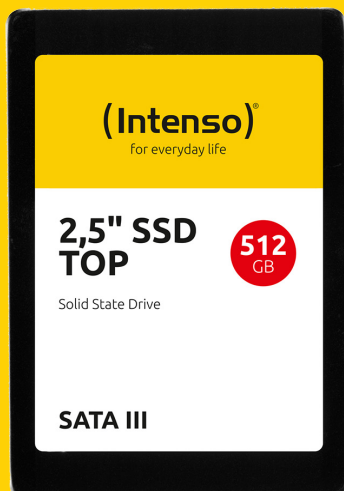 (Intenso)®
for everyday life
2,5" SSD
TOP
512
GB
Solid State Drive
SATA III